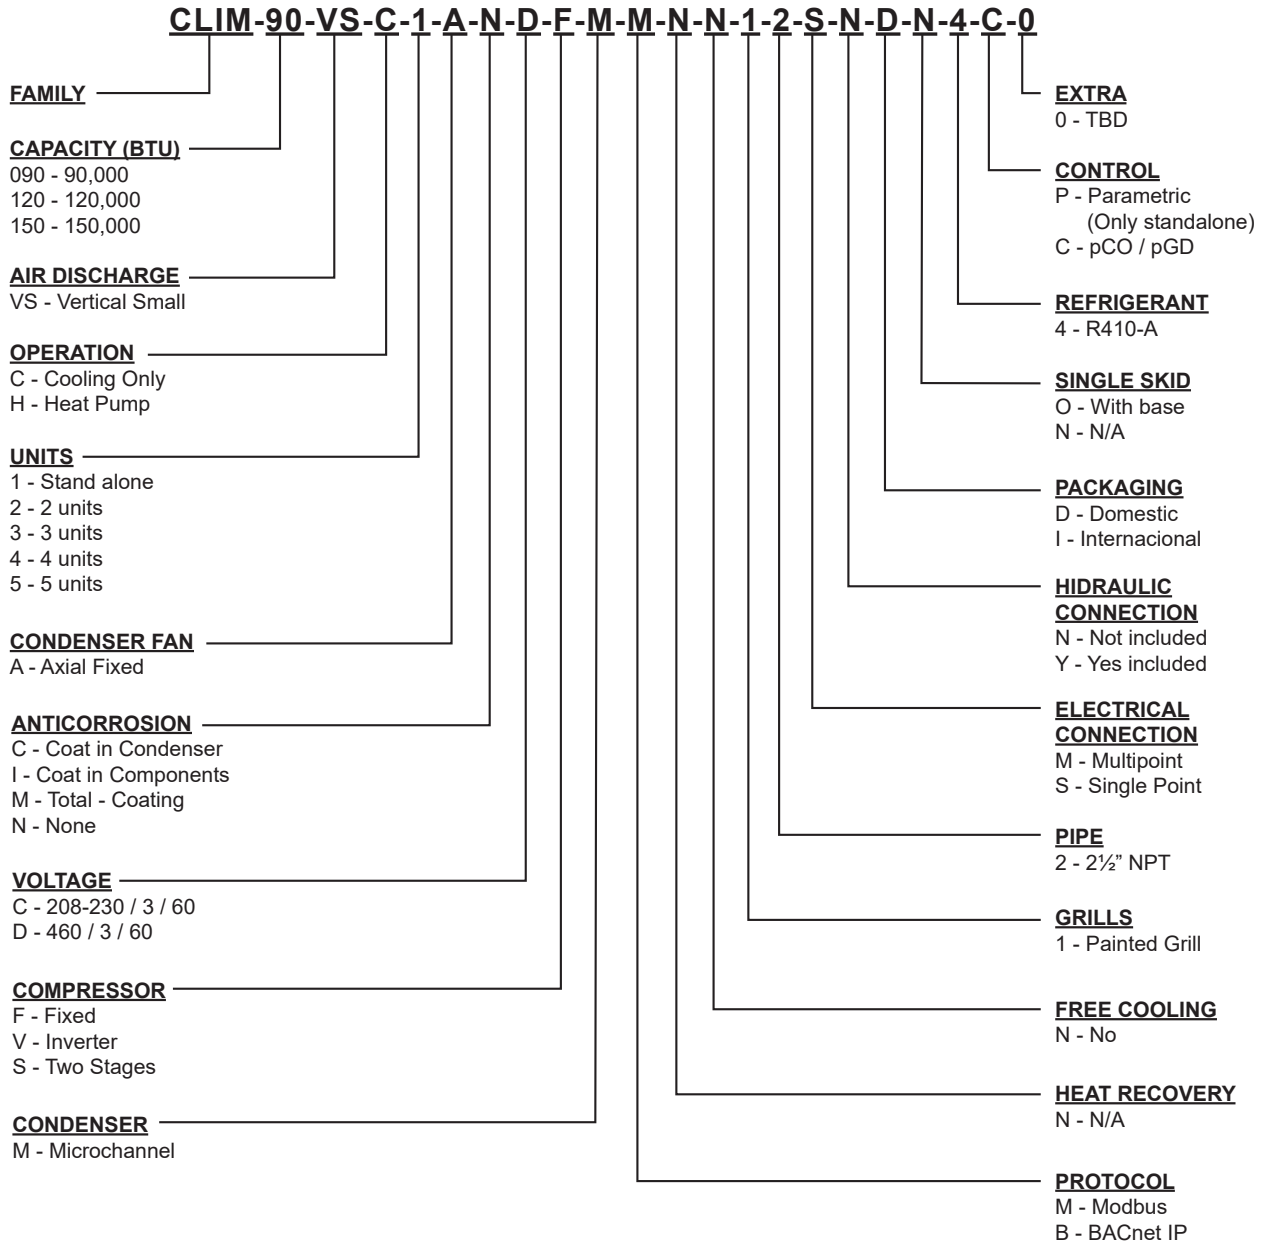 CLIM-90-VS-C-1-A-N-D-F-M-M-N-N-1-2-S-N-D-N-4-C-0
FAMILY
CAPACITY (BTU)
090 - 90,000
120 - 120,000
150 - 150,000
AIR DISCHARGE
VS - Vertical Small
OPERATION
C - Cooling Only
H - Heat Pump
UNITS
1 - Stand alone
2 - 2 units
3 - 3 units
4 - 4 units
5 - 5 units
CONDENSER FAN
A - Axial Fixed
ANTICORROSION
C - Coat in Condenser
I - Coat in Components
M - Total - Coating
N - None
VOLTAGE
C - 208-230 / 3 / 60
D - 460 / 3 / 60
COMPRESSOR
F - Fixed
V - Inverter
S - Two Stages
CONDENSER
M - Microchannel
EXTRA
0 - TBD
CONTROL
P - Parametric
(Only standalone)
C - pCO / pGD
REFRIGERANT
4 - R410-A
SINGLE SKID
O - With base
N - N/A
PACKAGING
D - Domestic
I - Internacional
HIDRAULIC
CONNECTION
N - Not included
Y - Yes included
ELECTRICAL
CONNECTION
M - Multipoint
S - Single Point
PIPE
2 - 2½” NPT
GRILLS
1 - Painted Grill
FREE COOLING
N - No
HEAT RECOVERY
N - N/A
PROTOCOL
M - Modbus
B - BACnet IP